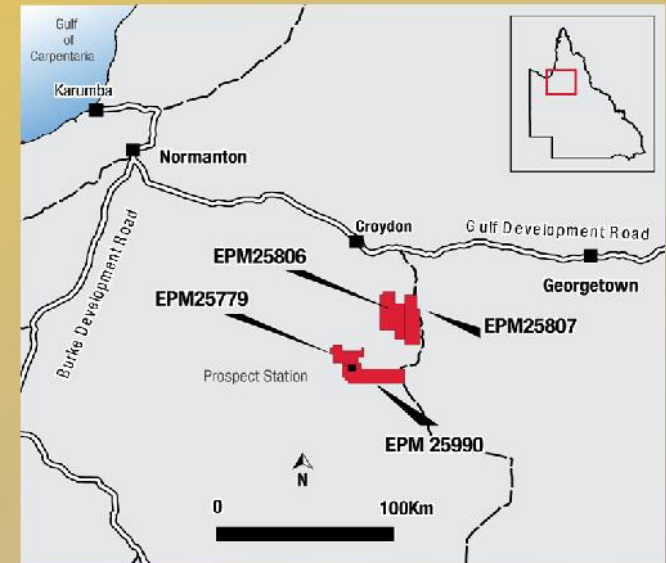 Gulf
of
Carpentaria
Karumba
Normanton
Croydon
Gulf Development Road
Georgetown
EPM25806
EPM25779
EPM25807
Burke Development Road
Prospect Station
EPM 25990
N
0 100Km